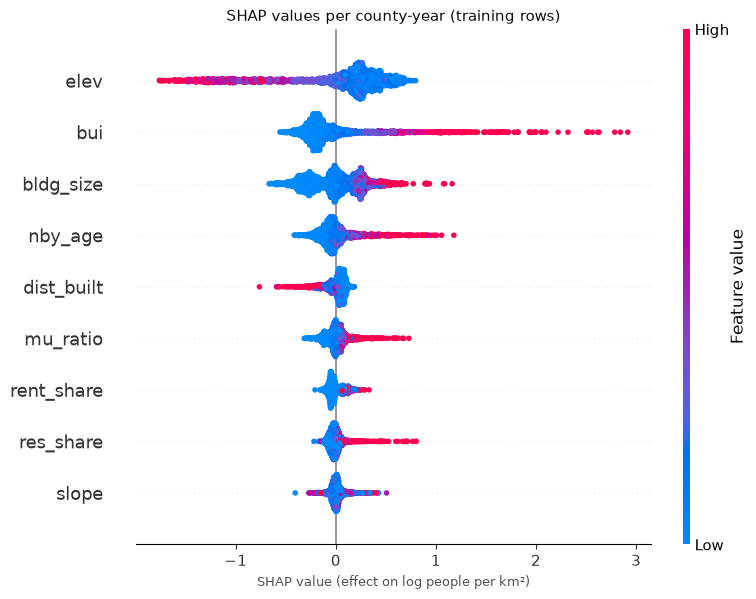 SHAP values per county-year (training rows)
High
elev
bui
bldg_size
nby_age
dist_built
mu_ratio
rent_share
res_share
slope
Feature value
Low
−1 0 1 2 3
SHAP value (effect on log people per km²)